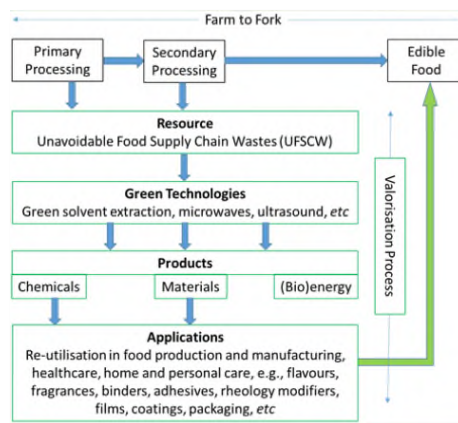 Farm to Fork
Primary
Processing
Secondary
Processing
Edible
Food
Resource
Unavoidable Food Supply Chain Wastes (UFSCW)
Green Technologies
Green solvent extraction, microwaves, ultrasound, etc
Products
Chemicals
Materials
(Bio)energy
Applications
Re-utilisation in food production and manufacturing,
healthcare, home and personal care, e.g., flavours,
fragrances, binders, adhesives, rheology modifiers,
films, coatings, packaging, etc
Valorisation Process